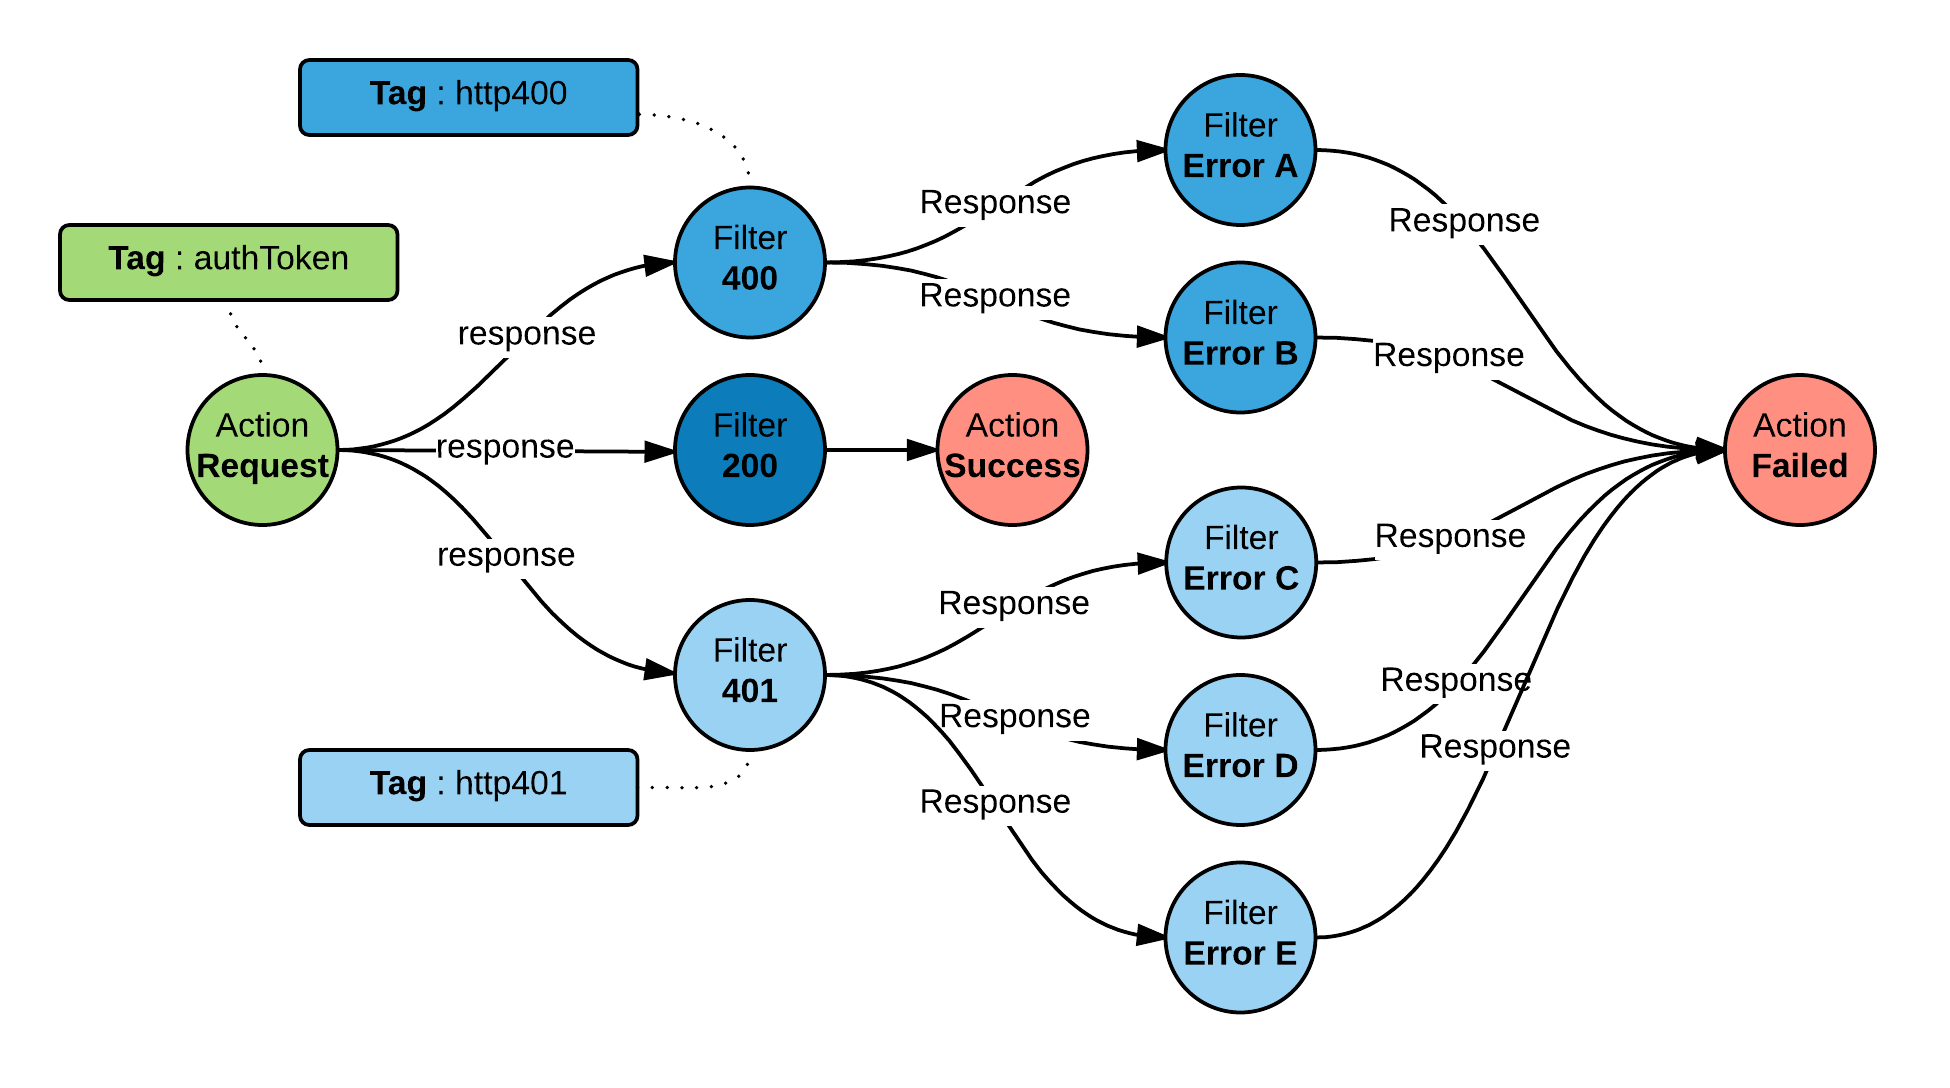 Tag : http400
Tag : authToken
Action
Request
response
response
response
Filter
400
Filter
200
Filter
401
Tag : http401
Action
Success
Response
Response
Response
Response
Response
Filter
Error A
Filter
Error B
Filter
Error C
Filter
Error D
Filter
Error E
Response
Response
Response
Response
Response
Action
Failed